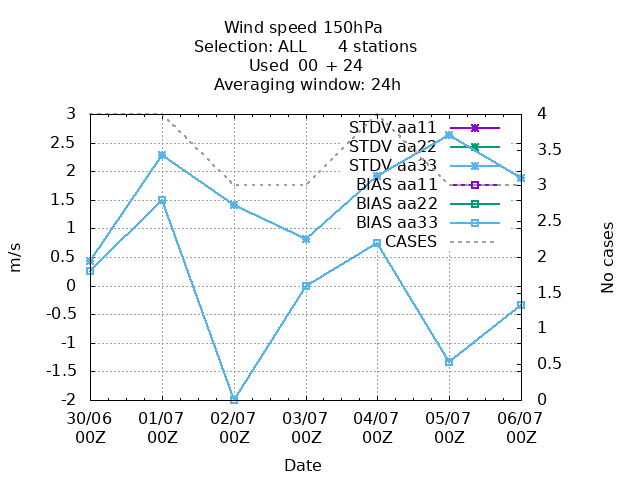 Wind speed 150hPa
Selection: ALL      4 stations
Used  00  + 24
Averaging window: 24h
3
2.5
2
1.5
1
0.5
0
-0.5
-1
-1.5
-2
m/s
4
3.5
3
2.5
2
1.5
1
0.5
0
No cases
STDV aa11
STDV aa22
STDV aa33
BIAS aa11
BIAS aa22
BIAS aa33
CASES
30/06 01/07 02/07 03/07 04/07 05/07 06/07
00Z 00Z 00Z 00Z 00Z 00Z 00Z
Date